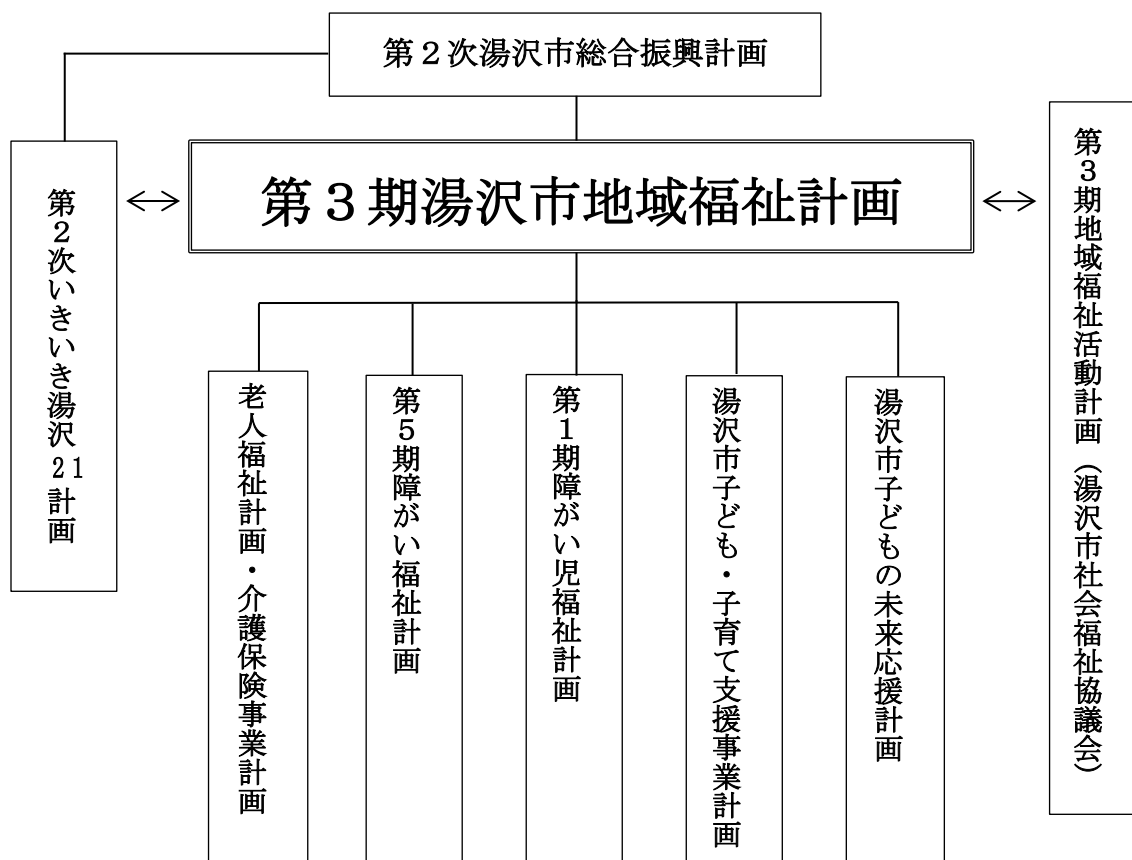 第２次湯沢市総合振興計画
第３期湯沢市地域福祉計画
第２次いきいき湯沢21計画
第３期地域福祉活動計画（湯沢市社会福祉協議会）
老人福祉計画・介護保険事業計画
第５期障がい福祉計画
第１期障がい児福祉計画
湯沢市子ども・子育て支援事業計画
湯沢市子どもの未来応援計画